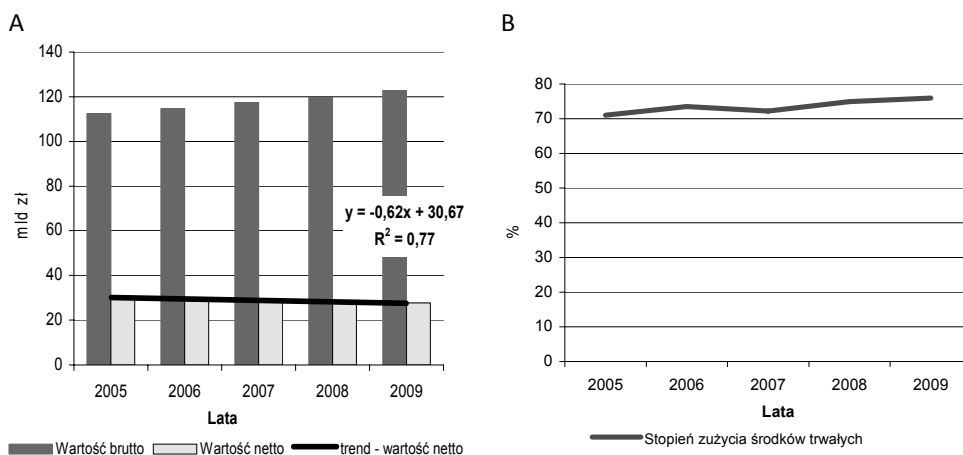 A
140
120
100
80
60
40
20
0
mld zł
y = -0,62x + 30,67
R² = 0,77
2005 2006 2007 2008 2009
Lata
Wartość brutto Wartość netto trend - wartość netto
B
80
70
60
50
40
30
20
10
0
%
2005 2006 2007 2008 2009
Lata
Stopień zużycia środków trwałych